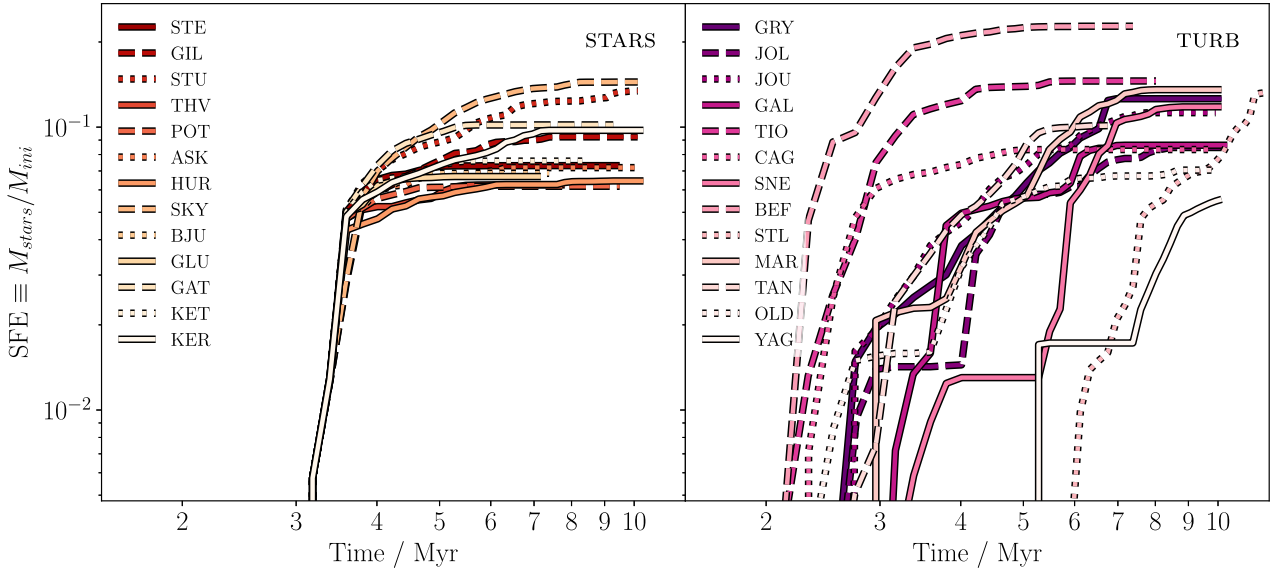 STARS
STE
GIL
STU
THV
POT
ASK
HUR
SKY
BJU
GLU
GAT
KET
KER
SFE ≡ M_stars/M_ini
10^−1
10^−2
2 3 4 5 6 7 8 9 10
Time / Myr
TURB
GRY
JOL
JOU
GAL
TIO
CAG
SNE
BEF
STL
MAR
TAN
OLD
YAG
2 3 4 5 6 7 8 9 10
Time / Myr